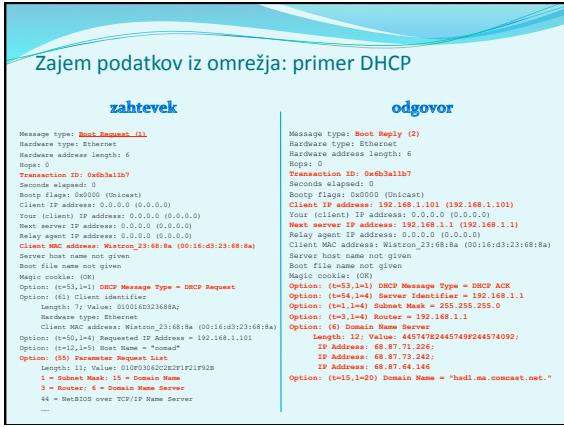 Zajem podatkov iz omrežja: primer DHCP
zahtevek
Message type: Boot Request (1)
Hardware type: Ethernet
Hardware address length: 6
Hops: 0
Transaction ID: 0x6b3a11b7
Seconds elapsed: 0
Bootp flags: 0x0000 (Unicast)
Client IP address: 0.0.0.0 (0.0.0.0)
Your (client) IP address: 0.0.0.0 (0.0.0.0)
Next server IP address: 0.0.0.0 (0.0.0.0)
Relay agent IP address: 0.0.0.0 (0.0.0.0)
Client MAC address: Wistron_23:68:8a (00:16:d3:23:68:8a)
Server host name not given
Boot file name not given
Magic cookie: (OK)
Option: (t=53,l=1) DHCP Message Type = DHCP Request
Option: (61) Client identifier
Length: 7; Value: 010016D323688A;
Hardware type: Ethernet
Client MAC address: Wistron_23:68:8a (00:16:d3:23:68:8a)
Option: (t=50,l=4) Requested IP Address = 192.168.1.101
Option: (t=12,l=5) Host Name = "nomad"
Option: (55) Parameter Request List
Length: 11; Value: 010F03062C2E2F1F21F92B
1 = Subnet Mask; 15 = Domain Name
3 = Router; 6 = Domain Name Server
44 = NetBIOS over TCP/IP Name Server
……
odgovor
Message type: Boot Reply (2)
Hardware type: Ethernet
Hardware address length: 6
Hops: 0
Transaction ID: 0x6b3a11b7
Seconds elapsed: 0
Bootp flags: 0x0000 (Unicast)
Client IP address: 192.168.1.101 (192.168.1.101)
Your (client) IP address: 0.0.0.0 (0.0.0.0)
Next server IP address: 192.168.1.1 (192.168.1.1)
Relay agent IP address: 0.0.0.0 (0.0.0.0)
Client MAC address: Wistron_23:68:8a (00:16:d3:23:68:8a)
Server host name not given
Boot file name not given
Magic cookie: (OK)
Option: (t=53,l=1) DHCP Message Type = DHCP ACK
Option: (t=54,l=4) Server Identifier = 192.168.1.1
Option: (t=1,l=4) Subnet Mask = 255.255.255.0
Option: (t=3,l=4) Router = 192.168.1.1
Option: (6) Domain Name Server
Length: 12; Value: 445747E2445749F244574092;
IP Address: 68.87.71.226;
IP Address: 68.87.73.242;
IP Address: 68.87.64.146
Option: (t=15,l=20) Domain Name = "hsd1.ma.comcast.net."